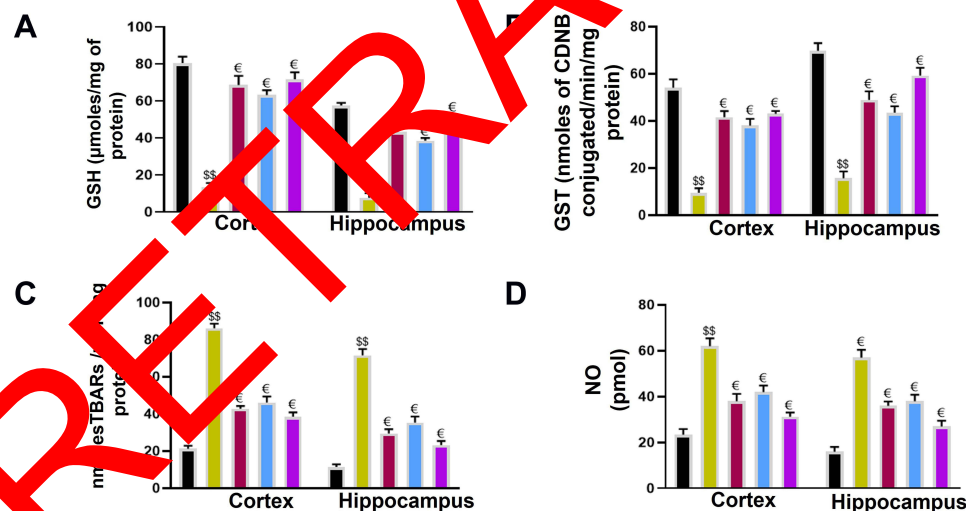 A
GSH (µmoles/mg of
protein)
100
80
60
40
20
0
$$
€
€
€
€
€
Hippocampus
GST (nmoles of CDNB
conjugated/min/mg
protein)
80
60
40
20
0
$$
€
€
€
$$
€
€
€
Cortex
Hippocampus
C
100
80
20
0
$$
€
€
€
$$
€
€
€
Cortex
Hippocampus
D
NO
(pmol)
80
60
40
20
0
$$
€
€
€
€
€
€
€
Cortex
Hippocampus